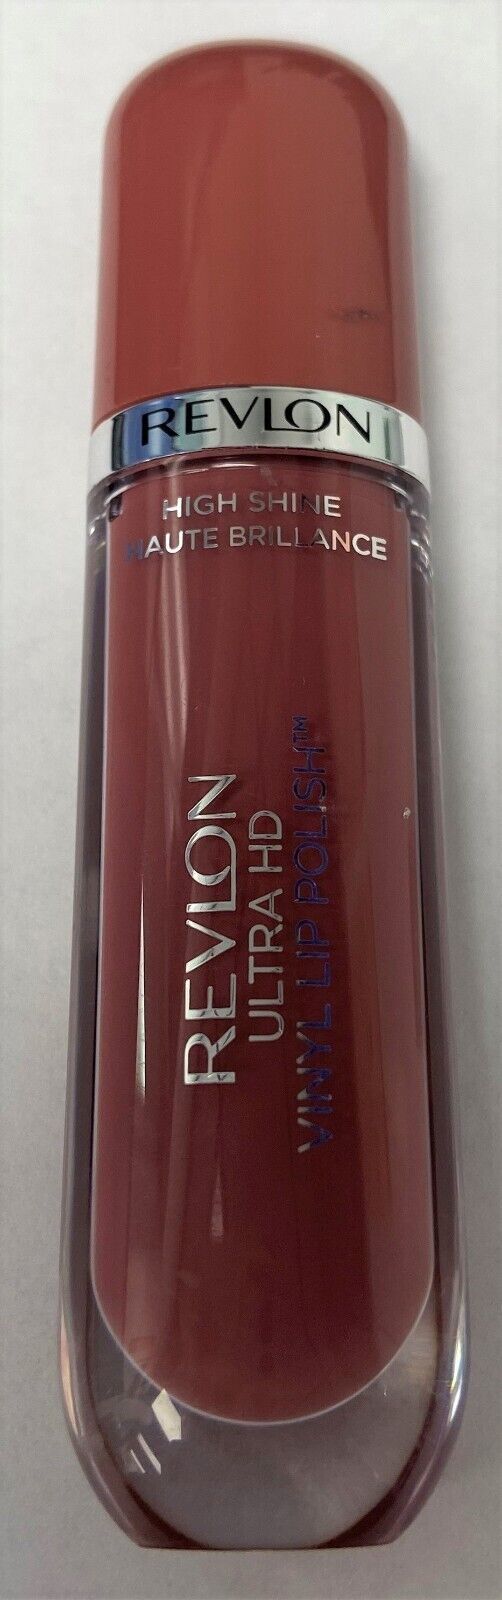 REVLON
HIGH SHINE
HAUTE BRILLANCE
REVLON
ULTRA HD
VINYL LIP POLISH™